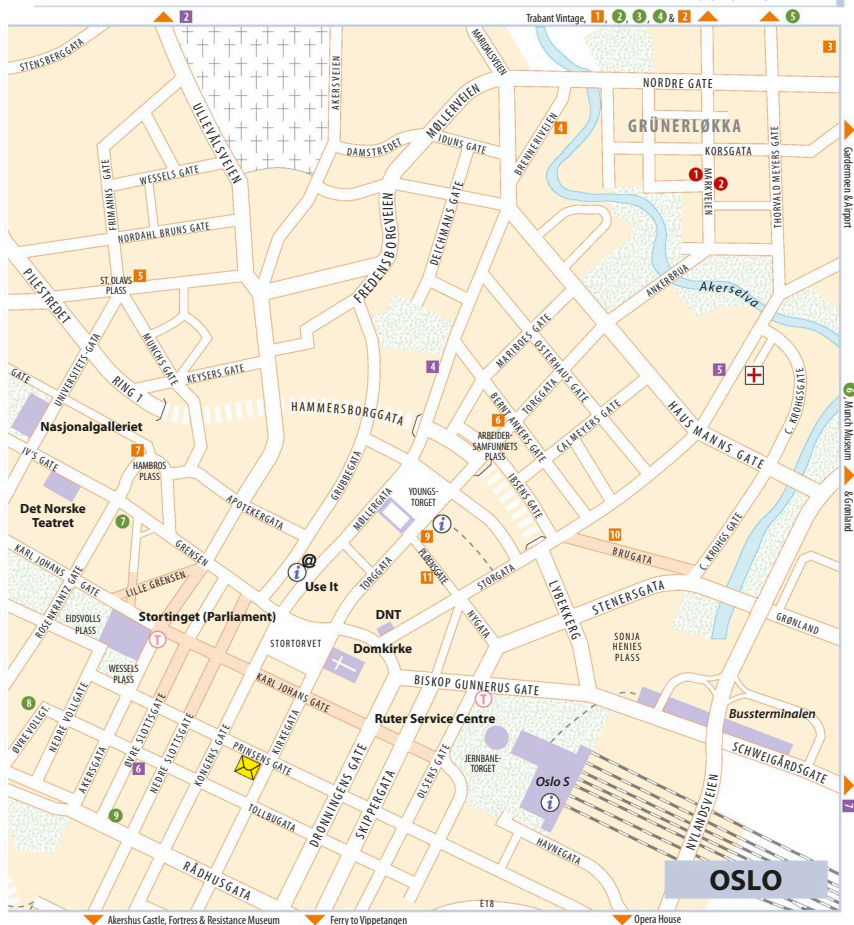 2
Trabant Vintage, 1, 2, 3, 4 & 2
5
STENSBERGGATA
ULLEVÅLSVEIEN
AKERSVEIEN
MARIDALSVEIEN
MØLLERVEIEN
NORDRE GATE
3
GRÜNERLØKKA
KORSGATA
DAMSTREDET
IDUNS GATE
BRENNERIVEIEN
4
1
2
MARKVEIEN
THORVALD MEYERS GATE
Gardermoen & Airport
WESSELS GATE
FRIMANNS GATE
NORDAHL BRUNS GATE
FREDENSBORGVEIEN
DEICHMANS GATE
PILESTREDET
ST. OLAVS
PLASS
5
ANKERBRUA
Akerselva
UNIVERSITETS-GATA
MUNCHS GATE
RING 1
KEYSERS GATE
4
MARIBOES GATE
OSTERHAUS GATE
TORGGATA
BERNT ANKERS GATE
CALMEYERS GATE
5
C. KROHGSGATE
HAUSMANNS GATE
6 Munch Museum
& Grønland
GATE
HAMMERSBORGGATA
6
ARBEIDER-
SAMFUNNETS
PLASS
Nasjonalgalleriet
7
HAMBROS
PLASS
IV'S GATE
GRUBBEGATA
MØLLERGATA
YOUNGS-
TORGET
IBSENS GATE
Det Norske
Teatret
7
APOTEKERGATA
GRENSEN
i
9
PLØENSGATE
11
10
BRUGATA
C. KROHGS GATE
KARL JOHANS GATE
LILLE GRENSEN
@
i
Use It
TORGGATA
STORGATA
LYBEKKERG
STENERSGATA
GRØNLAND
ROSENKRANTZ GATE
EIDSVOLLS
PLASS
Stortinget (Parliament)
T
DNT
NYGATA
SONJA
HENIES
PLASS
STORTORVET
Domkirke
WESSELS
PLASS
KARL JOHANS GATE
BISKOP GUNNERUS GATE
T
Ruter Service Centre
8
ØVRE VOLLGT.
NEDRE VOLLGATE
AKERSGATA
ØVRE SLOTTSGATE
6
NEDRE SLOTTSGATE
KONGENS GATE
KIRKEGATA
PRINSENS GATE
Bussterminalen
SCHWEIGÅRDSGATE
JERNBANE-
TORGET
Oslo S
i
DRONNINGENS GATE
SKIPPERGATA
OLSENS GATE
7
9
TOLLBUGATA
RÅDHUSGATA
HAVNEGATA
NYLANDSVEIEN
OSLO
E18
Akershus Castle, Fortress & Resistance Museum
Ferry to Vippetangen
Opera House